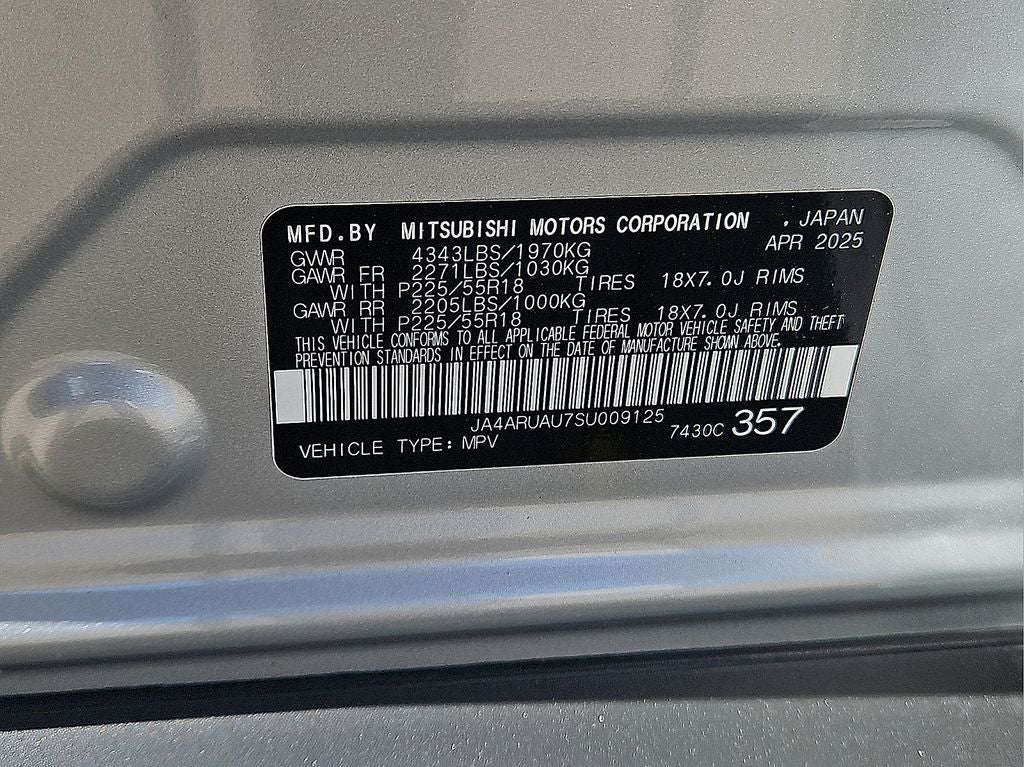 MFD.BY MITSUBISHI MOTORS CORPORATION . JAPAN
APR 2025
GVWR 4343LBS/1970KG
GAWR FR 2271LBS/1030KG
WITH P225/55R18 TIRES 18X7.0J RIMS
GAWR RR 2205LBS/1000KG
WITH P225/55R18 TIRES 18X7.0J RIMS
THIS VEHICLE CONFORMS TO ALL APPLICABLE FEDERAL MOTOR VEHICLE SAFETY AND THEFT
PREVENTION STANDARDS IN EFFECT ON THE DATE OF MANUFACTURE SHOWN ABOVE.
JA4ARUAU7SU009125
VEHICLE TYPE: MPV 7430C 357